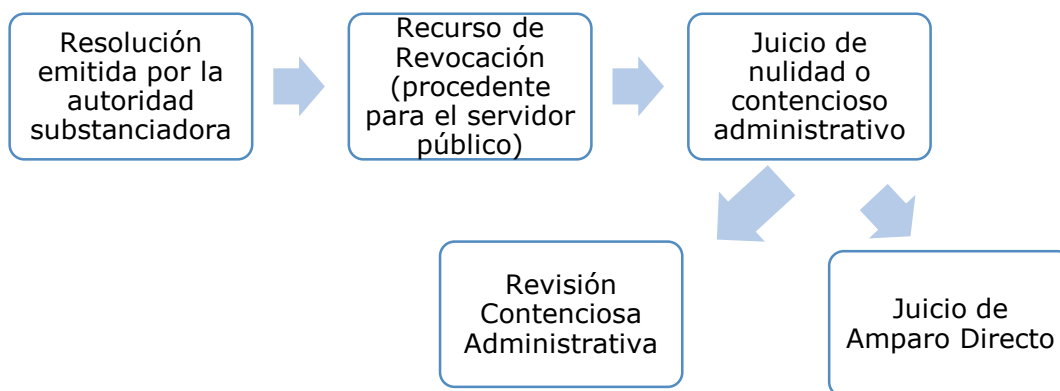 Resolución
emitida por la
autoridad
substanciadora
Recurso de
Revocación
(procedente
para el servidor
público)
Juicio de
nulidad o
contencioso
administrativo
Revisión
Contenciosa
Administrativa
Juicio de
Amparo Directo